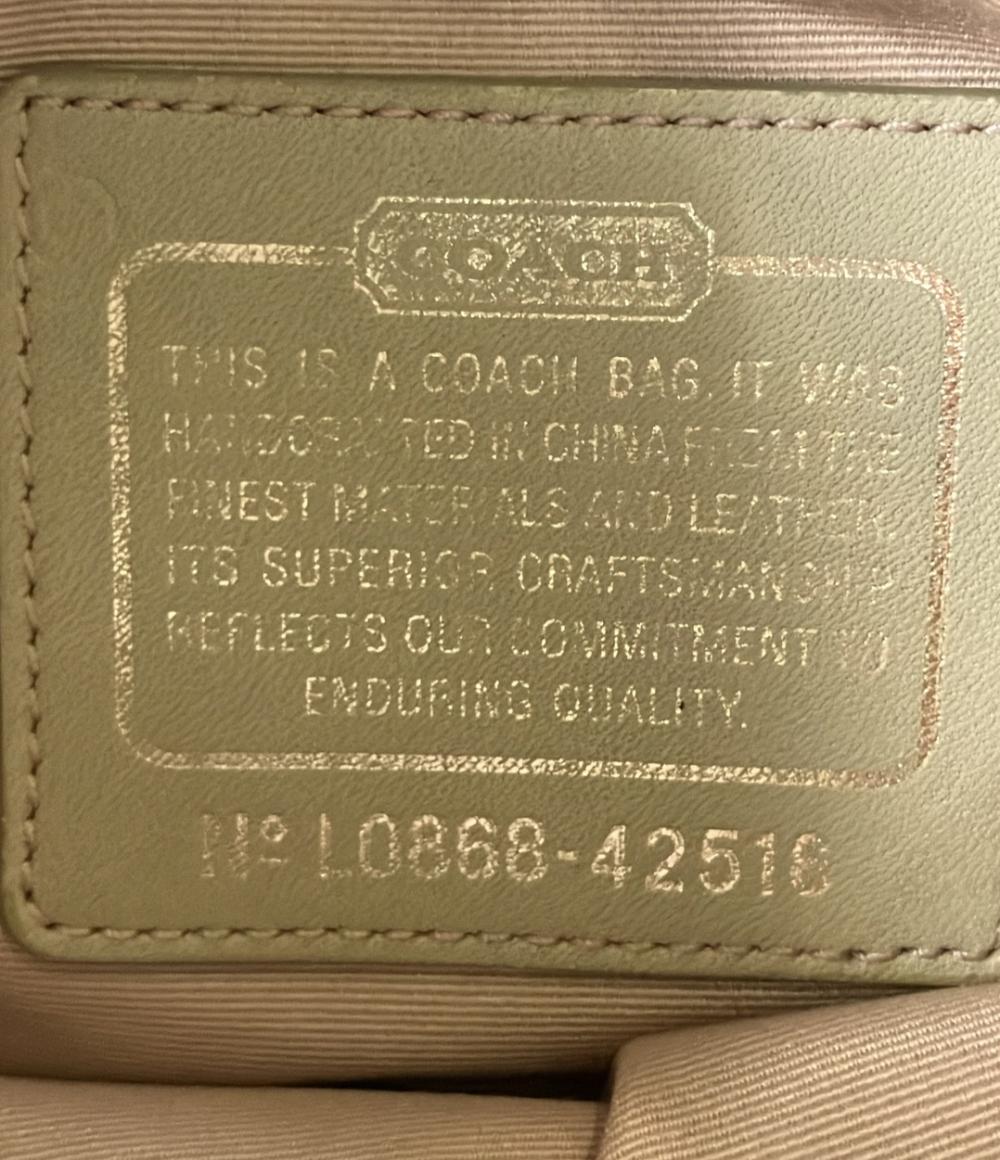 COACH
THIS IS A COACH BAG. IT WAS
HANDCRAFTED IN CHINA FROM THE
FINEST MATERIALS AND LEATHER.
ITS SUPERIOR CRAFTSMANSHIP
REFLECTS OUR COMMITMENT TO
ENDURING QUALITY.
Nº L0868-42516